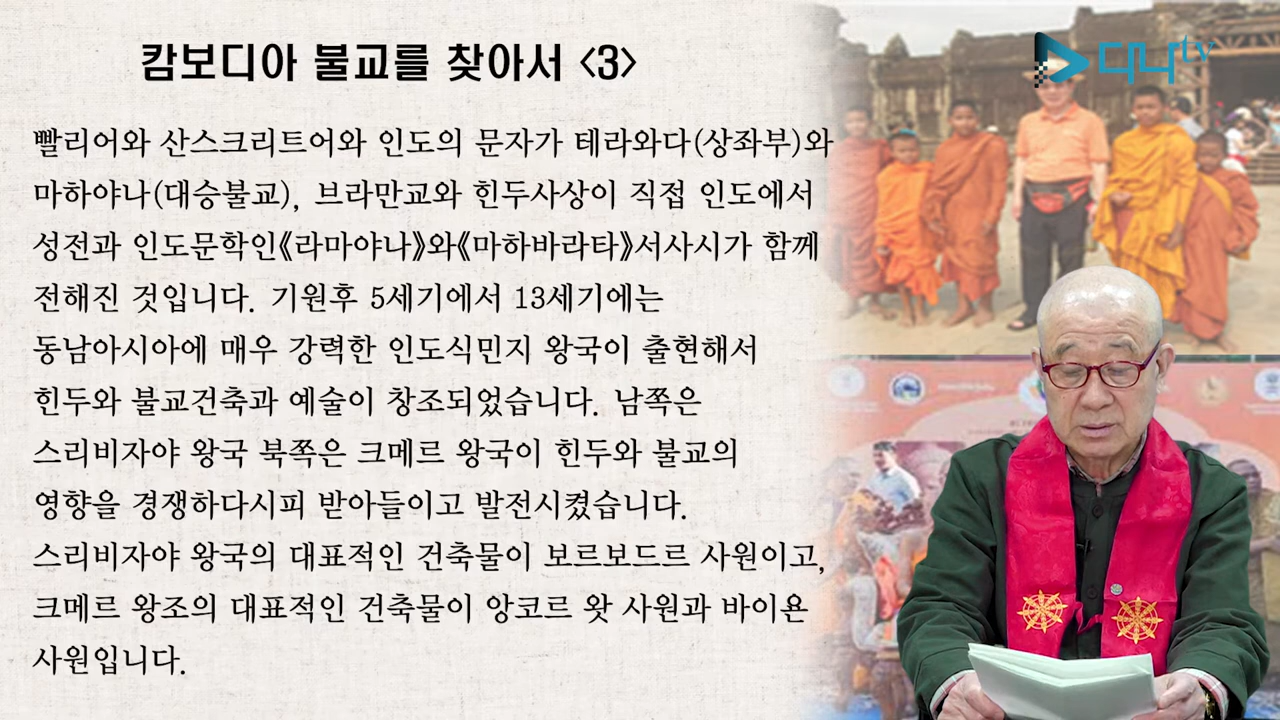 캄보디아 불교를 찾아서 <3>
디나tv
빨리어와 산스크리트어와 인도의 문자가 테라와다(상좌부)와
마하야나(대승불교), 브라만교와 힌두사상이 직접 인도에서
성전과 인도문학인《라마야나》와《마하바라타》서사시가 함께
전해진 것입니다. 기원후 5세기에서 13세기에는
동남아시아에 매우 강력한 인도식민지 왕국이 출현해서
힌두와 불교건축과 예술이 창조되었습니다. 남쪽은
스리비자야 왕국 북쪽은 크메르 왕국이 힌두와 불교의
영향을 경쟁하다시피 받아들이고 발전시켰습니다.
스리비자야 왕국의 대표적인 건축물이 보르보드르 사원이고,
크메르 왕조의 대표적인 건축물이 앙코르 왓 사원과 바이욘
사원입니다.